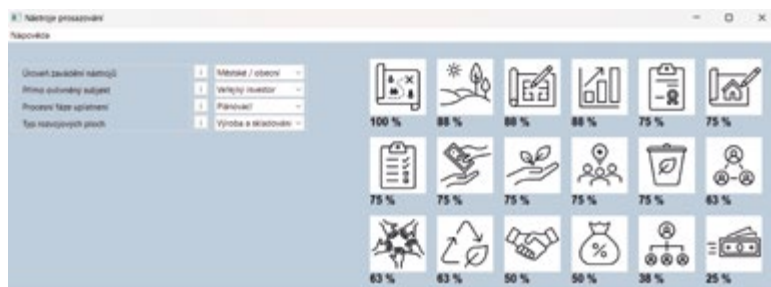 Nástroje prosazování
Nápověda
Úroveň zavádění nástrojů i Městské / obecní
Přímo ovlivněný subjekt i Veřejný investor
Procesní fáze uplatnění i Plánovací
Typ rozvojových ploch i Výroba a skladování
100 % 88 % 88 % 88 % 75 % 75 %
75 % 75 % 75 % 75 % 75 % 63 %
63 % 63 % 50 % 50 % 38 % 25 %